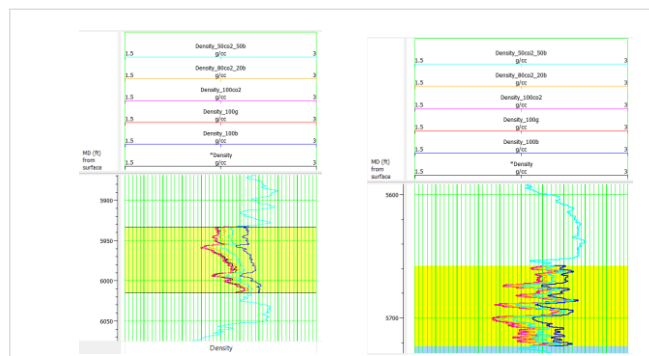 Density_50co2_50b
1.5 g/cc 3
Density_80co2_20b
1.5 g/cc 3
Density_100co2
1.5 g/cc 3
Density_100g
1.5 g/cc 3
Density_100b
1.5 g/cc 3
MD (ft)
from
surface
*Density
1.5 g/cc 3
5900
5950
6000
6050
Density
Density_50co2_50b
1.5 g/cc 3
Density_80co2_20b
1.5 g/cc 3
Density_100co2
1.5 g/cc 3
Density_100g
1.5 g/cc 3
Density_100b
1.5 g/cc 3
MD (ft)
from
surface
*Density
1.5 g/cc 3
5600
5700